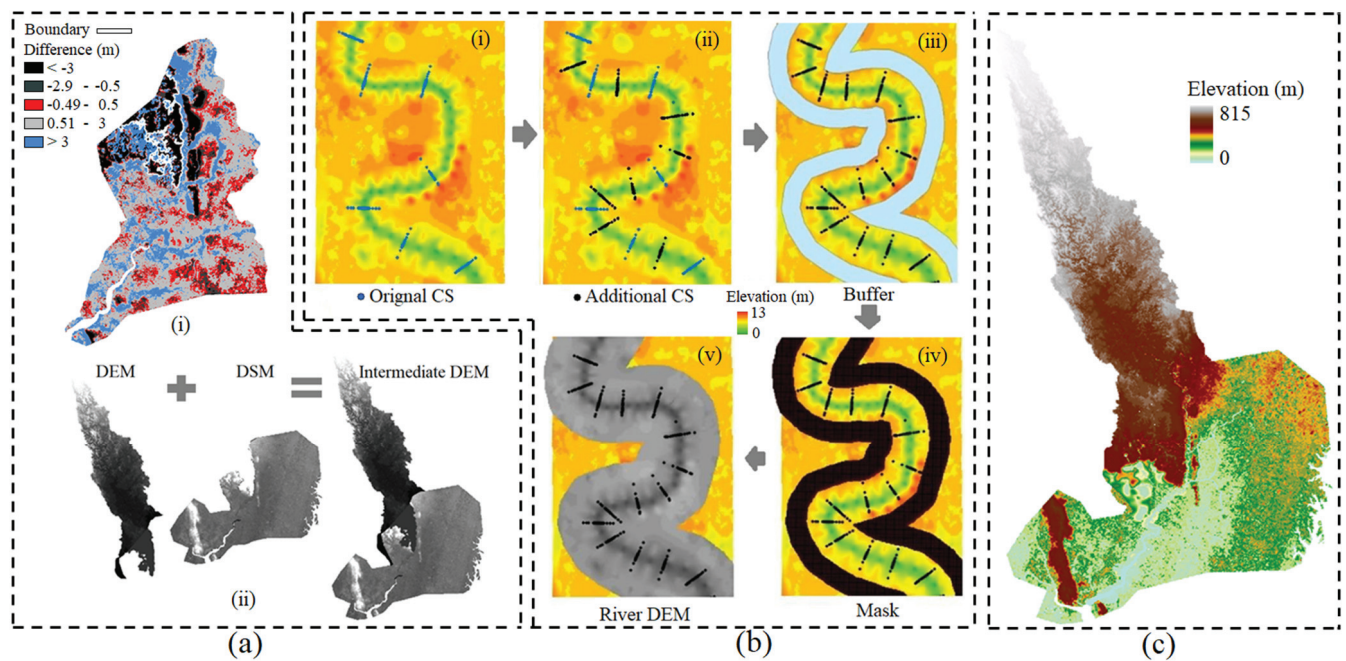 Boundary
Difference (m)
< -3
-2.9 - -0.5
-0.49 - 0.5
0.51 - 3
> 3
(i)
DEM
DSM
Intermediate DEM
(ii)
(a)
(i)
Orignal CS
(ii)
Additional CS
(iii)
Buffer
Elevation (m)
13
0
(v)
River DEM
(iv)
Mask
(b)
Elevation (m)
815
0
(c)